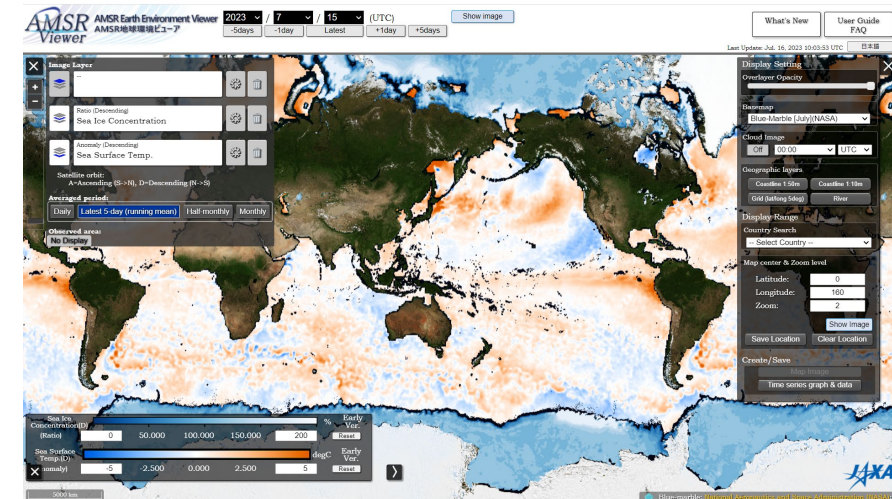 AMSR Viewer
AMSR Earth Environment Viewer
AMSR地球環境ビューア
2023 / 7 / 15 (UTC)
-5days -1day Latest +1day +5days
Show image
What's New
User Guide
FAQ
Last Update: Jul. 16, 2023 10:03:53 UTC
日本語
Image Layer
--
Ratio (Descending)
Sea Ice Concentration
Anomaly (Descending)
Sea Surface Temp.
Satellite orbit:
A=Ascending (S->N), D=Descending (N->S)
Averaged period:
Daily Latest 5-day (running mean) Half-monthly Monthly
Observed area:
No Display
Display Setting
Overlayer Opacity
Basemap
Blue-Marble (July)(NASA)
Cloud Image
Off 00:00 UTC
Geographic layers
Coastline 1:50m Coastline 1:10m
Grid (lat/long 5deg) River
Display Range
Country Search
-- Select Country --
Map center & Zoom level
Latitude: 0
Longitude: 160
Zoom: 2
Show Image
Save Location Clear Location
Create/Save
Map Image
Time series graph & data
Sea Ice
Concentration(D)
(Ratio)
0 50.000 100.000 150.000 200
%
Early
Ver.
Reset
Sea Surface
Temp.(D)
nomaly)
-5 -2.500 0.000 2.500 5
degC
Early
Ver.
Reset
5000 km
JAXA
Blue-marble: